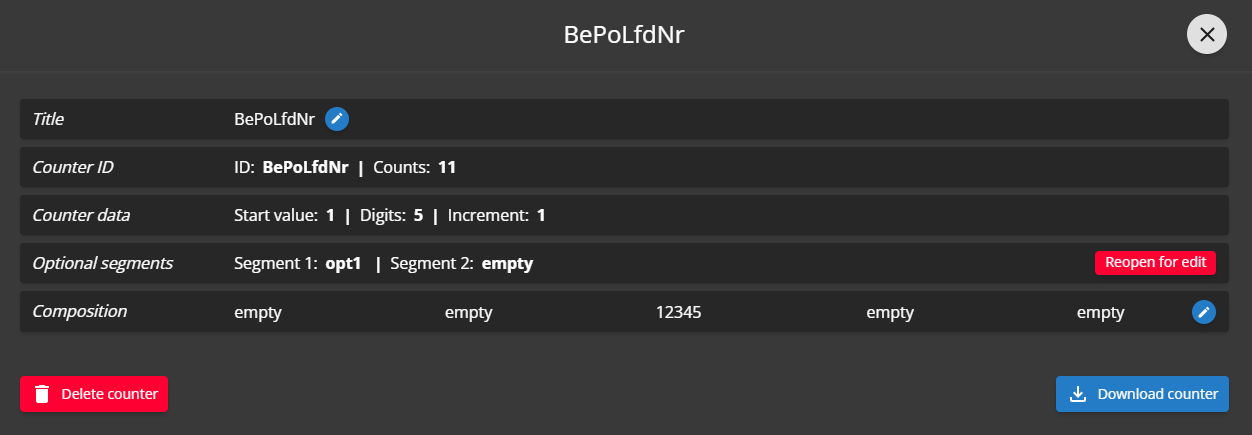 BePoLfdNr
Title BePoLfdNr
Counter ID ID: BePoLfdNr | Counts: 11
Counter data Start value: 1 | Digits: 5 | Increment: 1
Optional segments Segment 1: opt1 | Segment 2: empty Reopen for edit
Composition empty empty 12345 empty empty
Delete counter Download counter